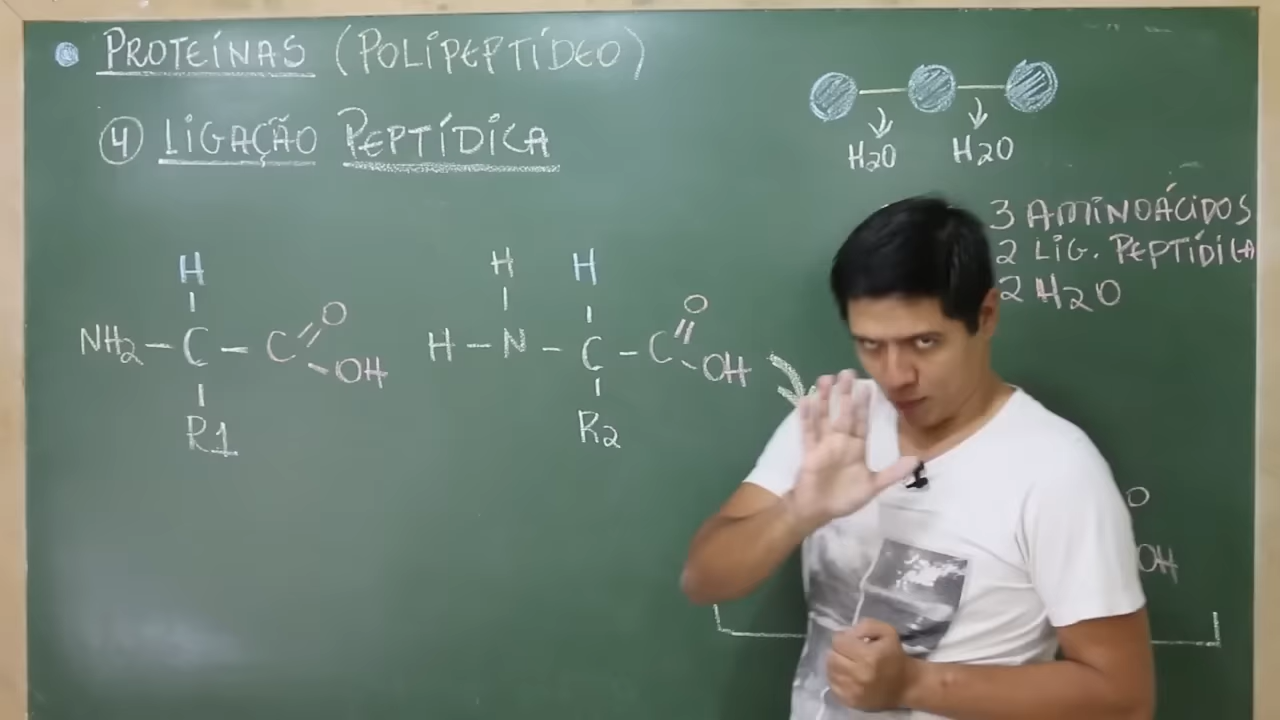 PROTEÍNAS (POLIPEPTÍDEO)
4 LIGAÇÃO PEPTÍDICA
H2O H2O
3 AMINOÁCIDOS
2 LIG. PEPTÍDICA
2 H2O
H H H
O O
NH2 — C — C OH H — N — C — C OH
R1 R2
O
OH